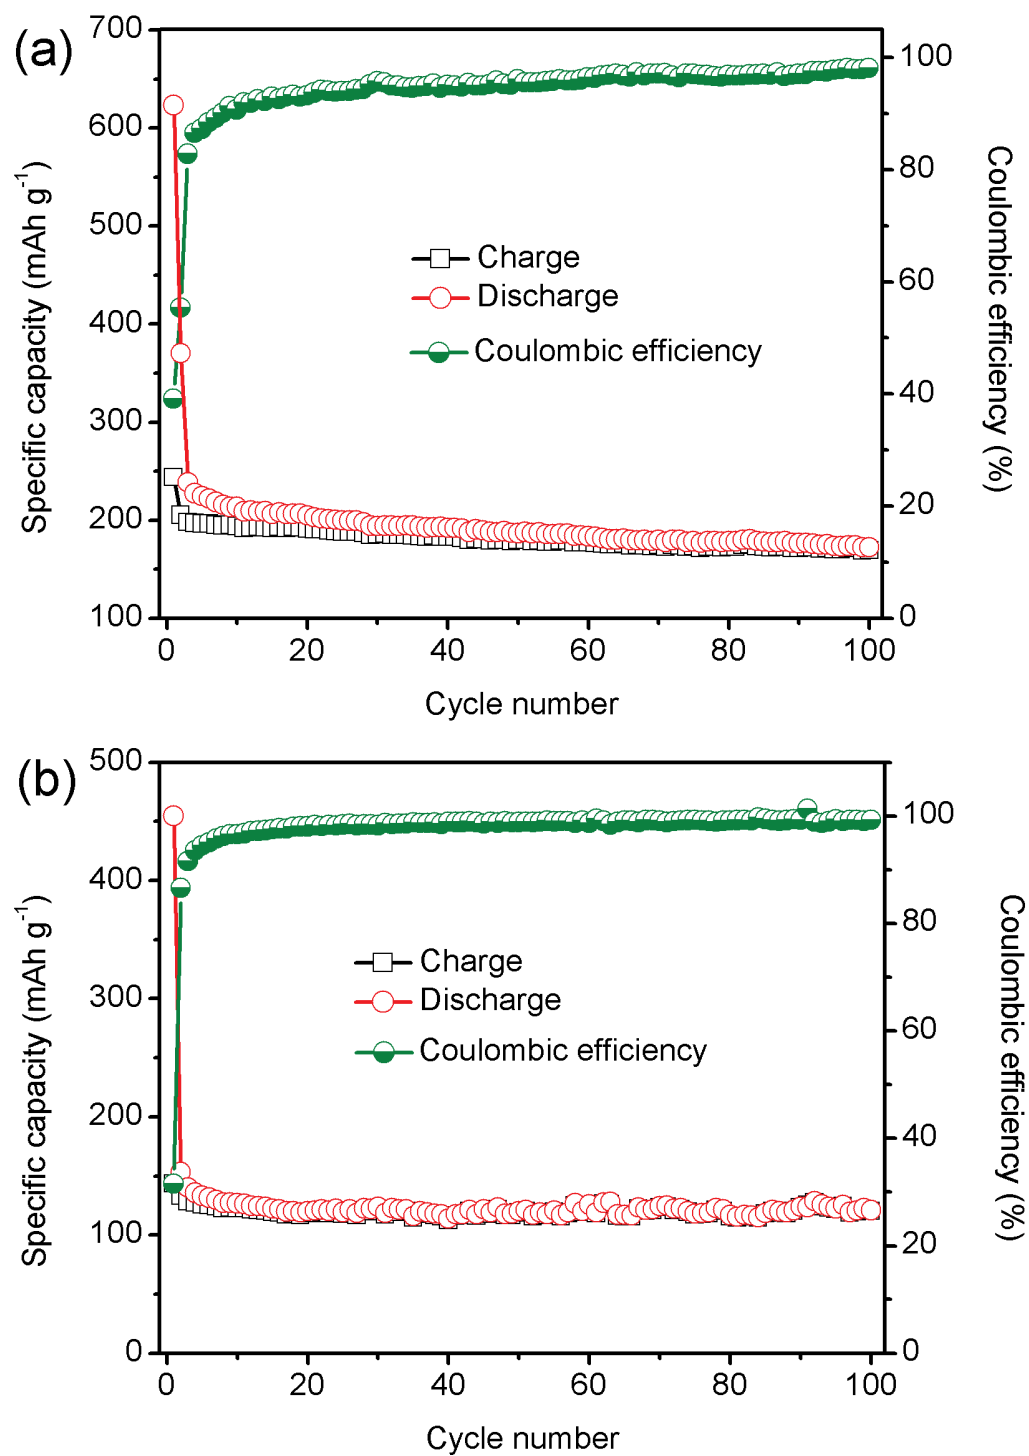 (a)
700
600
500
400
300
200
100
Specific capacity (mAh g⁻¹)
100
80
60
40
20
0
Coulombic efficiency (%)
Charge
Discharge
Coulombic efficiency
0 20 40 60 80 100
Cycle number
(b)
500
400
300
200
100
0
Specific capacity (mAh g⁻¹)
100
80
60
40
20
0
Coulombic efficiency (%)
Charge
Discharge
Coulombic efficiency
0 20 40 60 80 100
Cycle number